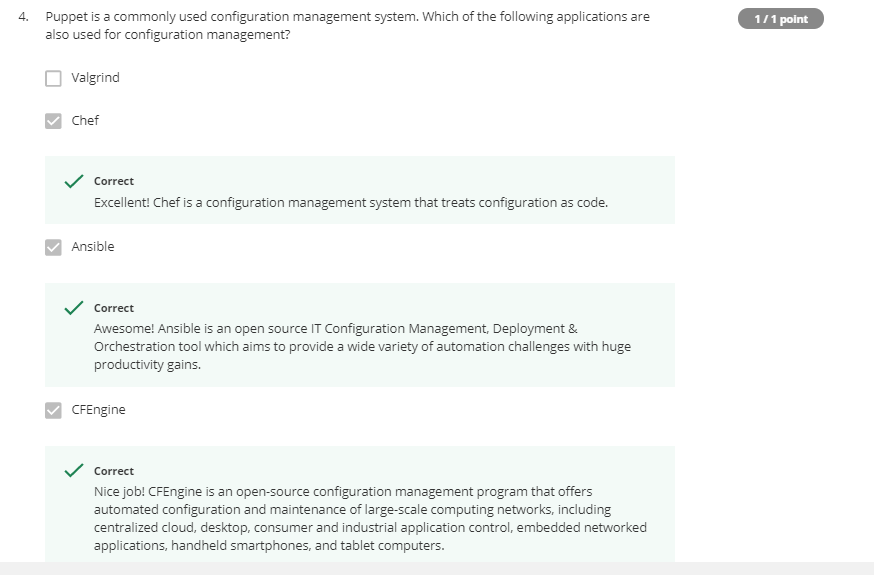 4. Puppet is a commonly used configuration management system. Which of the following applications are
also used for configuration management?
1 / 1 point
Valgrind
Chef
Correct
Excellent! Chef is a configuration management system that treats configuration as code.
Ansible
Correct
Awesome! Ansible is an open source IT Configuration Management, Deployment &
Orchestration tool which aims to provide a wide variety of automation challenges with huge
productivity gains.
CFEngine
Correct
Nice job! CFEngine is an open-source configuration management program that offers
automated configuration and maintenance of large-scale computing networks, including
centralized cloud, desktop, consumer and industrial application control, embedded networked
applications, handheld smartphones, and tablet computers.